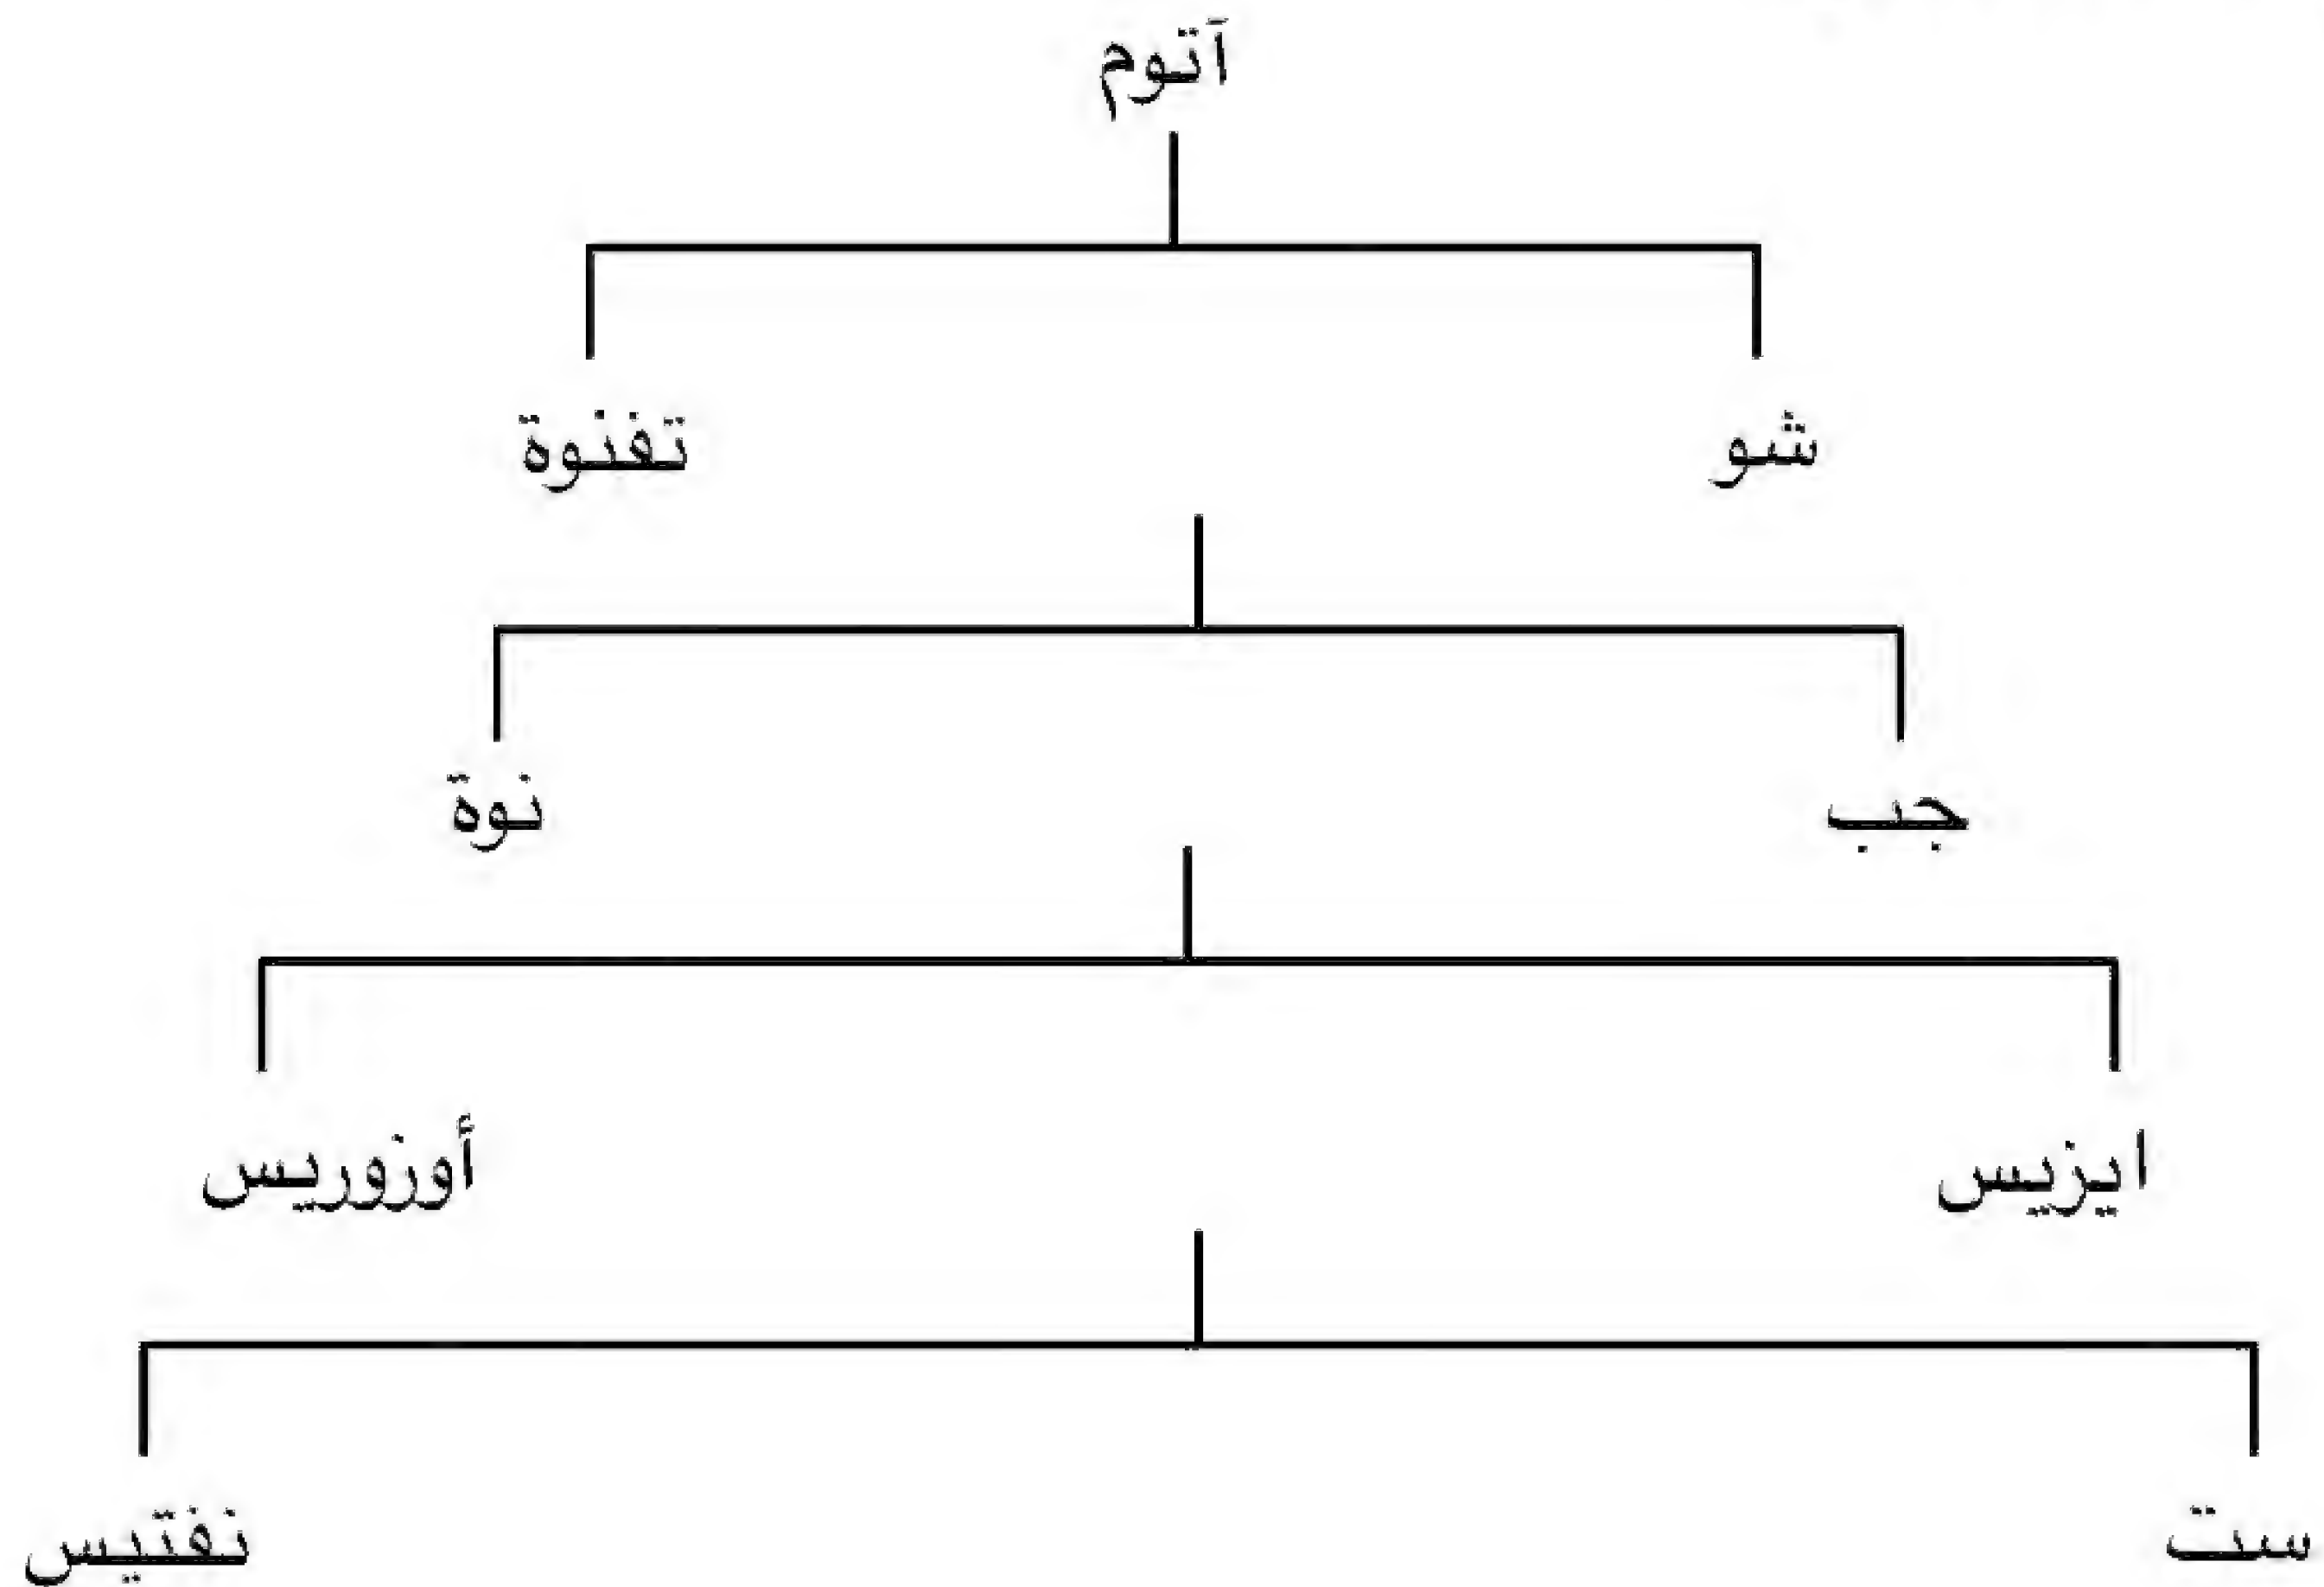 آتوم
شو تفنوة
جب نوة
ايزيس أوزوريس
ست نفتيس